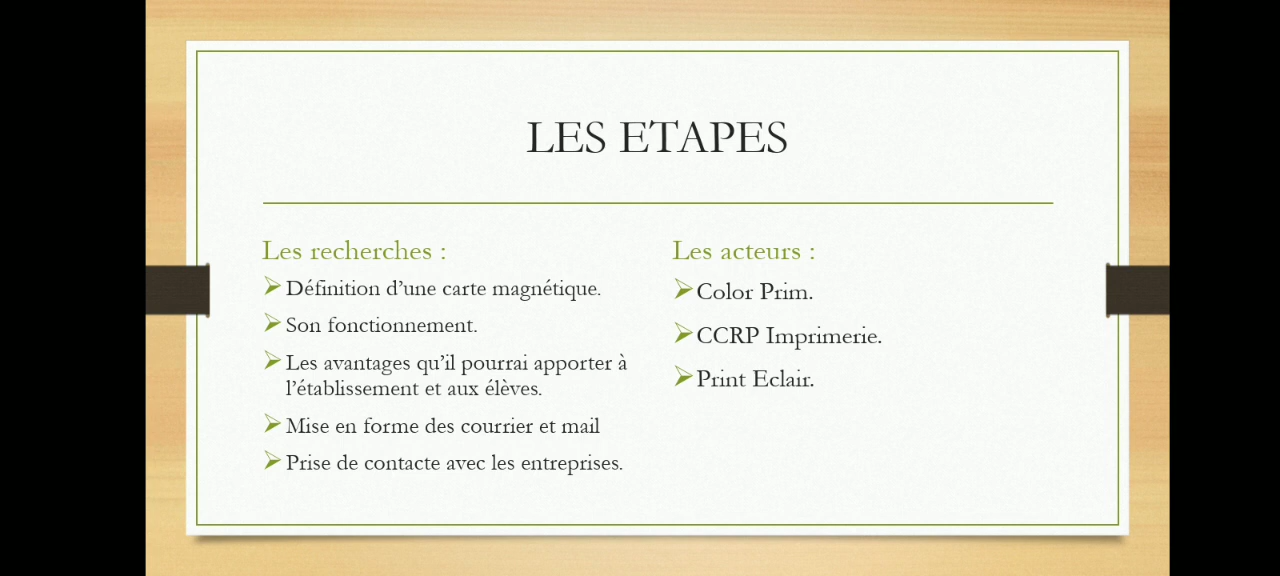 LES ETAPES
Les recherches :
Définition d’une carte magnétique.
Son fonctionnement.
Les avantages qu’il pourrai apporter à
l’établissement et aux élèves.
Mise en forme des courrier et mail
Prise de contacte avec les entreprises.
Les acteurs :
Color Prim.
CCRP Imprimerie.
Print Eclair.